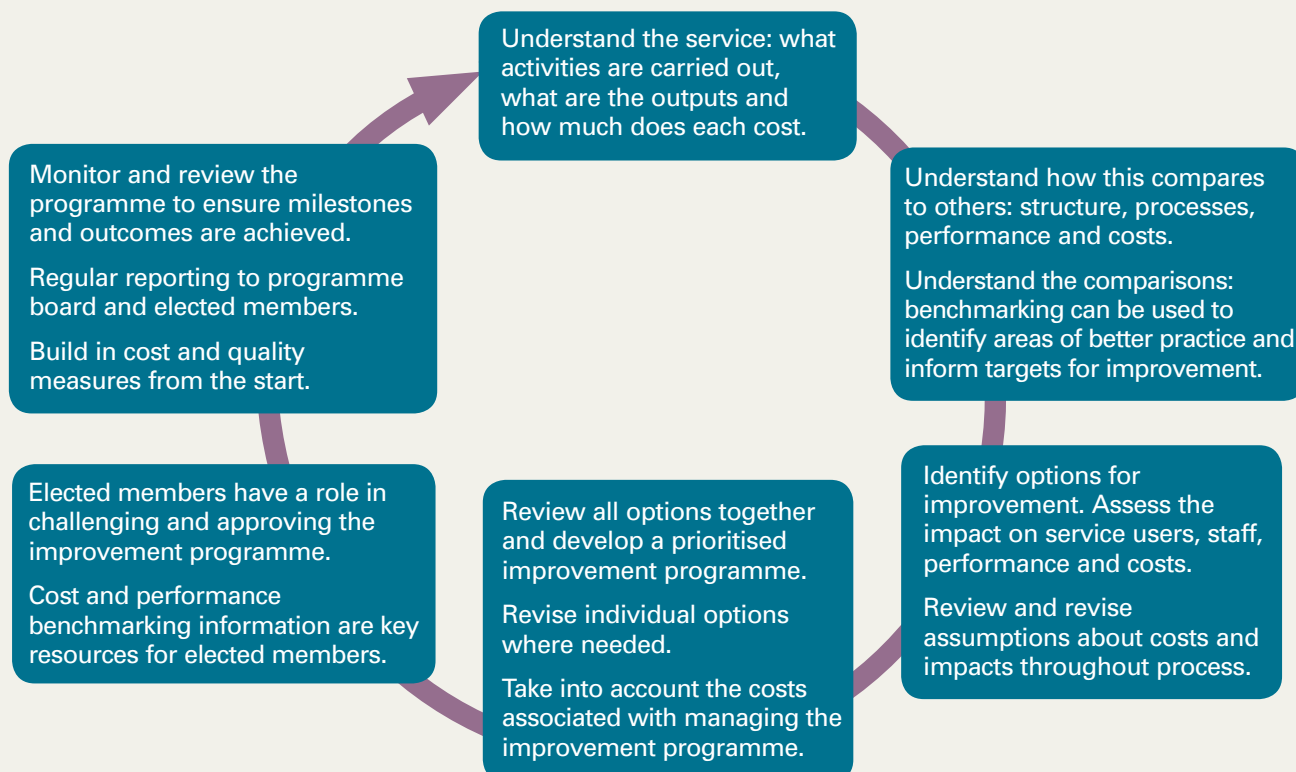 Understand the service: what
activities are carried out,
what are the outputs and
how much does each cost.
Understand how this compares
to others: structure, processes,
performance and costs.
Understand the comparisons:
benchmarking can be used to
identify areas of better practice and
inform targets for improvement.
Identify options for
improvement. Assess the
impact on service users, staff,
performance and costs.
Review and revise
assumptions about costs and
impacts throughout process.
Review all options together
and develop a prioritised
improvement programme.
Revise individual options
where needed.
Take into account the costs
associated with managing the
improvement programme.
Elected members have a role in
challenging and approving the
improvement programme.
Cost and performance
benchmarking information are key
resources for elected members.
Monitor and review the
programme to ensure milestones
and outcomes are achieved.
Regular reporting to programme
board and elected members.
Build in cost and quality
measures from the start.